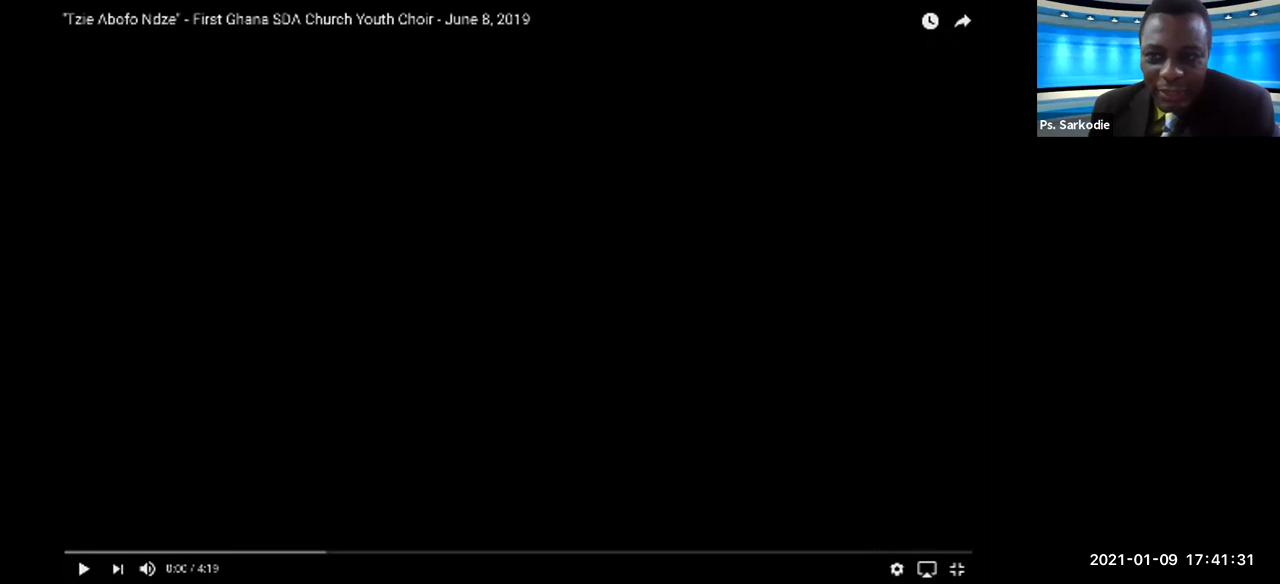 "Tzie Abofo Ndze" - First Ghana SDA Church Youth Choir - June 8, 2019
Ps. Sarkodie
0:00 / 4:19
2021-01-09 17:41:31